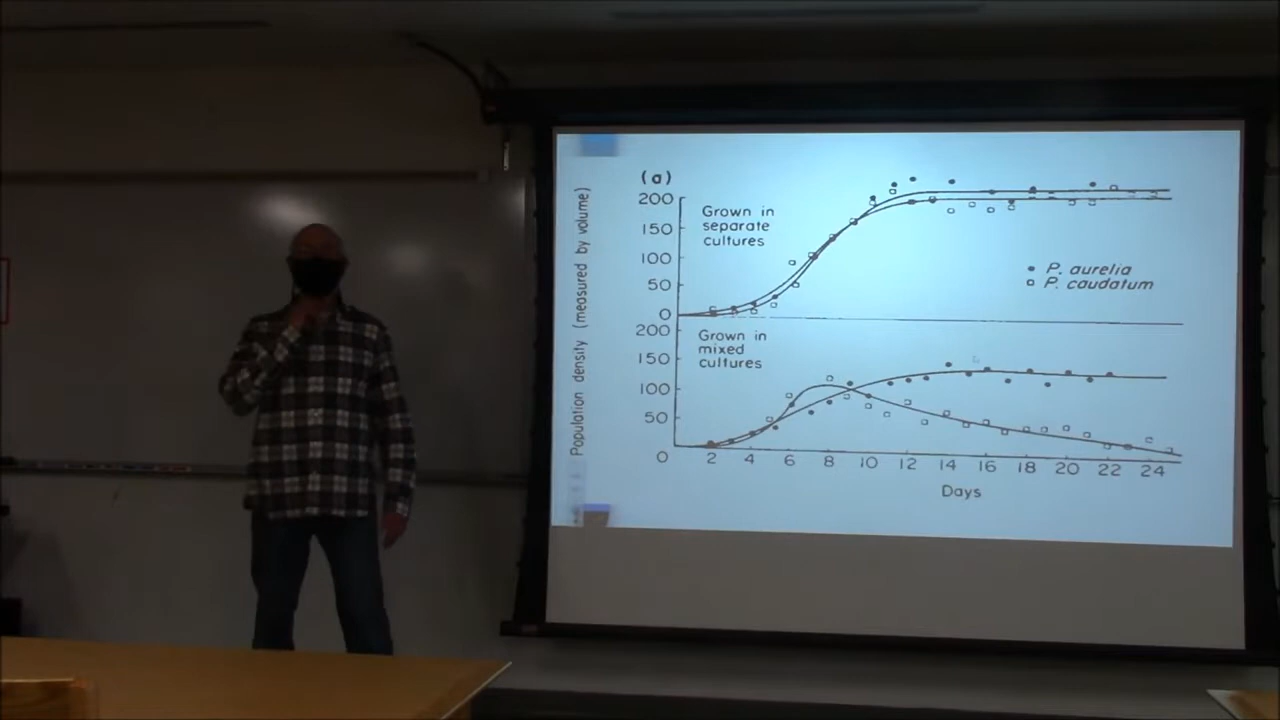 (a)
Population density (measured by volume)
200
150
100
50
0
Grown in
separate
cultures
P. aurelia
P. caudatum
200
150
100
50
0
Grown in
mixed
cultures
2 4 6 8 10 12 14 16 18 20 22 24
Days